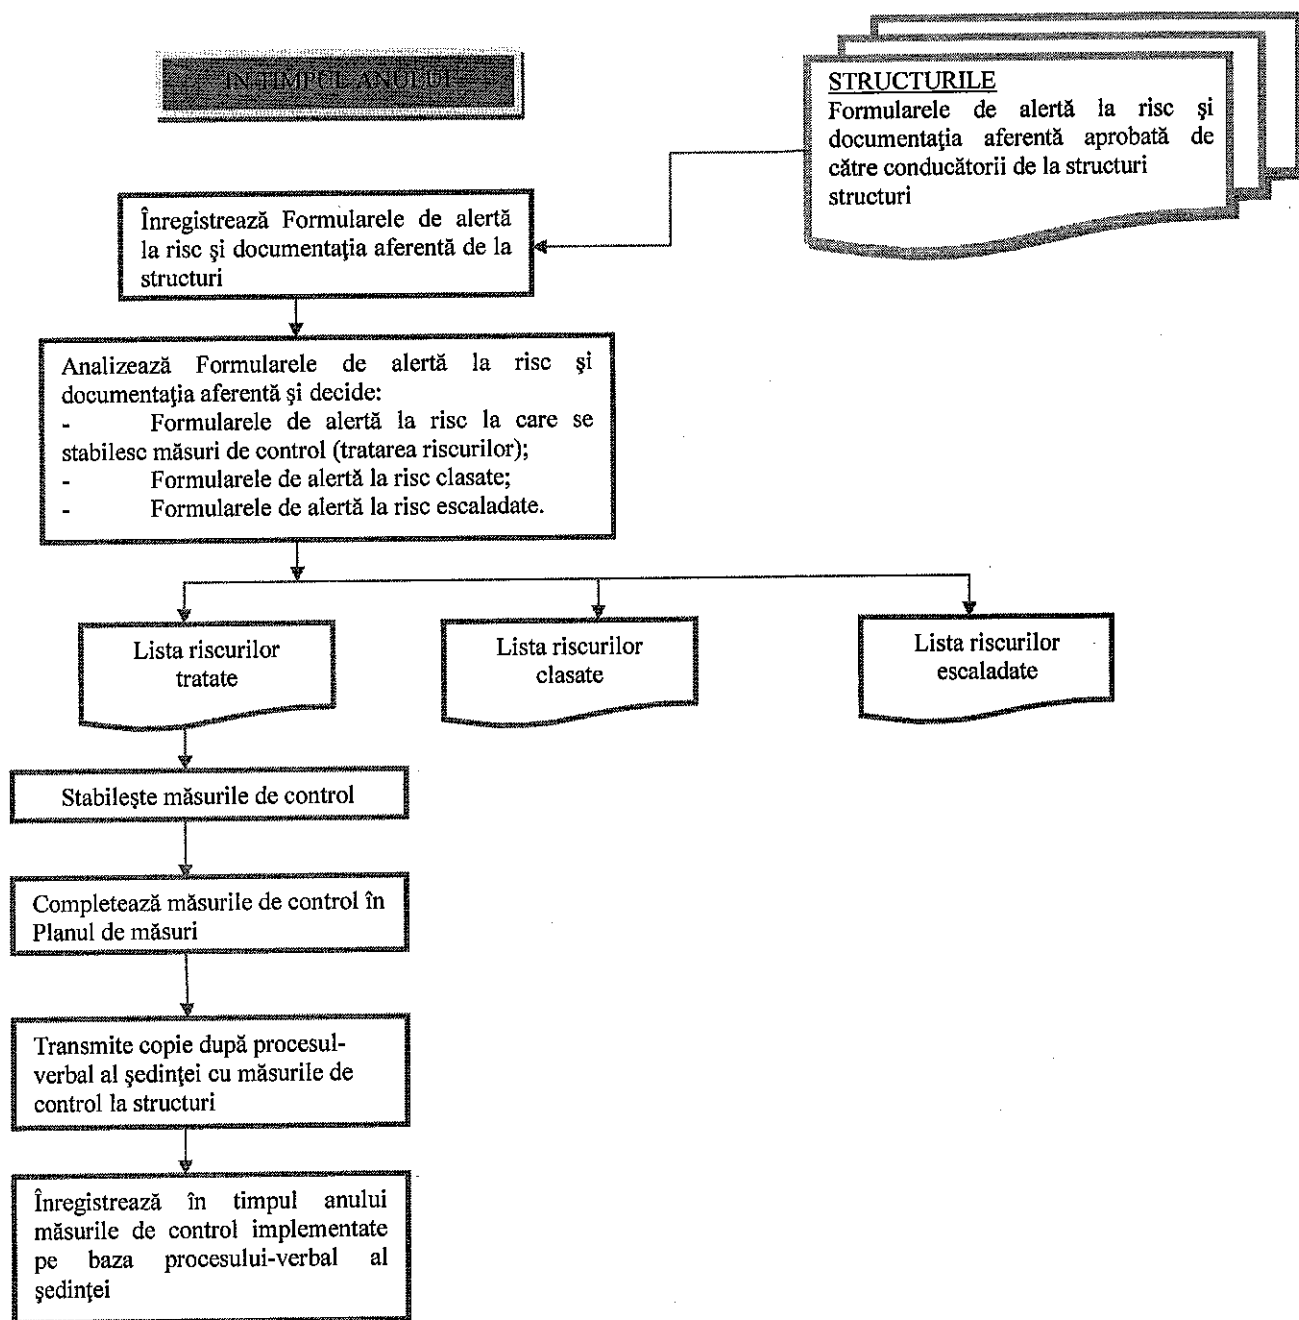 IN TIMPUL ANULUI
STRUCTURILE
Formularele de alertă la risc şi
documentaţia aferentă aprobată de
către conducătorii de la structuri
structuri
Înregistrează Formularele de alertă
la risc şi documentaţia aferentă de la
structuri
Analizează Formularele de alertă la risc şi
documentaţia aferentă şi decide:
- Formularele de alertă la risc la care se
stabilesc măsuri de control (tratarea riscurilor);
- Formularele de alertă la risc clasate;
- Formularele de alertă la risc escaladate.
Lista riscurilor
tratate
Lista riscurilor
clasate
Lista riscurilor
escaladate
Stabileşte măsurile de control
Completează măsurile de control în
Planul de măsuri
Transmite copie după procesul-
verbal al şedinţei cu măsurile de
control la structuri
Înregistrează în timpul anului
măsurile de control implementate
pe baza procesului-verbal al
şedinţei